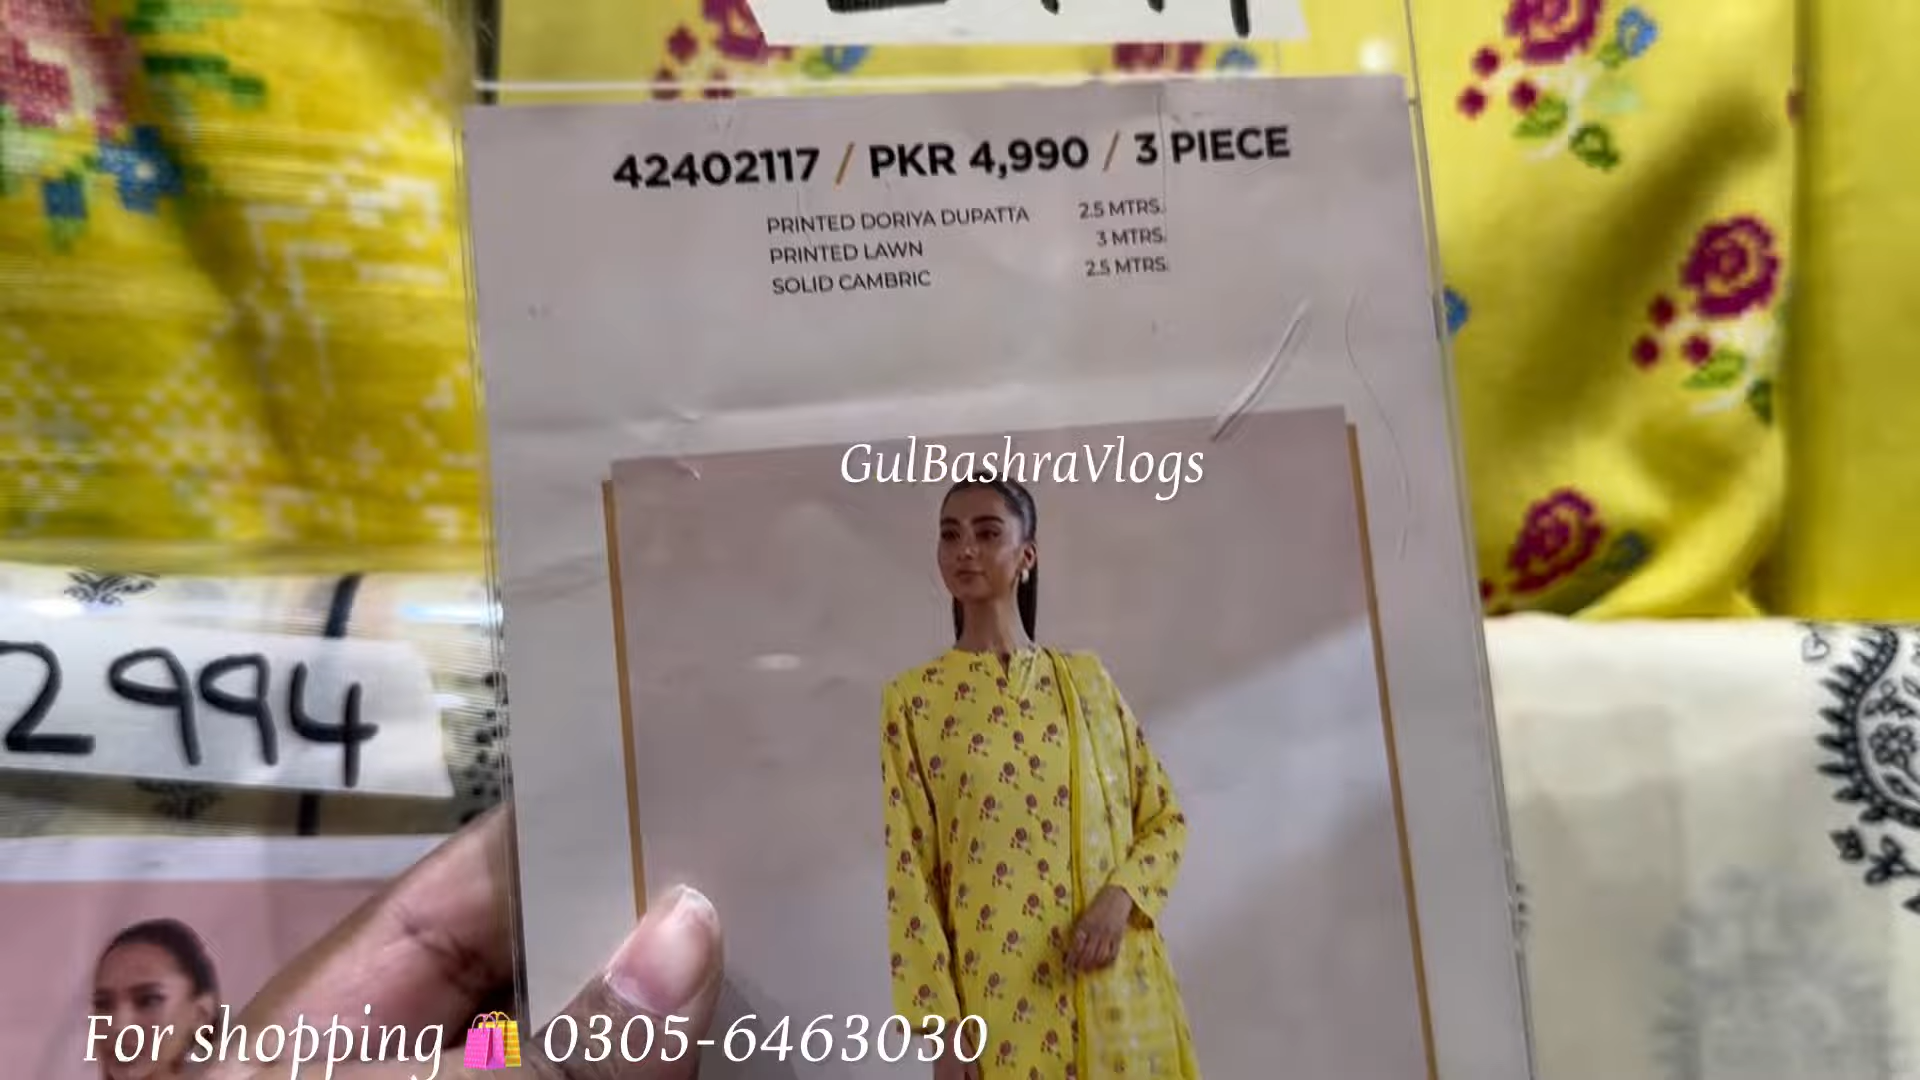 42402117 / PKR 4,990 / 3 PIECE
PRINTED DORIYA DUPATTA 2.5 MTRS.
PRINTED LAWN 3 MTRS.
SOLID CAMBRIC 2.5 MTRS.
GulBashraVlogs
2994
For shopping 🛍️ 0305-6463030